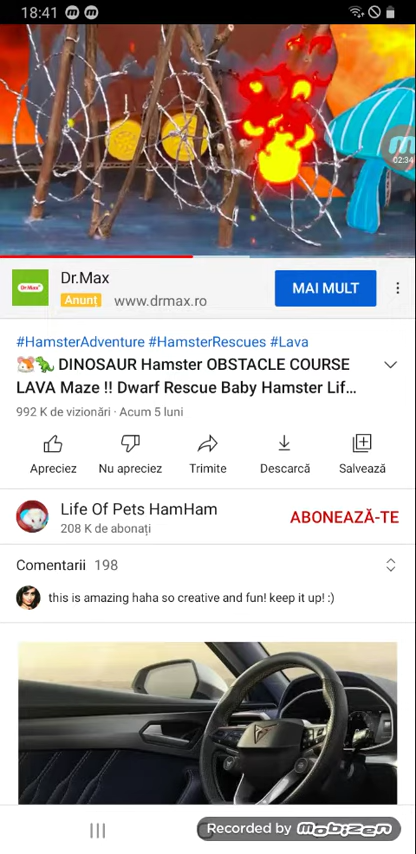 18:41
02:34
Dr.Max
Dr.Max
Anunț
www.drmax.ro
MAI MULT
#HamsterAdventure #HamsterRescues #Lava
🐹🦖 DINOSAUR Hamster OBSTACLE COURSE
LAVA Maze !! Dwarf Rescue Baby Hamster Lif...
992 K de vizionări · Acum 5 luni
Apreciez
Nu apreciez
Trimite
Descarcă
Salvează
Life Of Pets HamHam
208 K de abonați
ABONEAZĂ-TE
Comentarii 198
this is amazing haha so creative and fun! keep it up! :)
Recorded by MOBIZEN